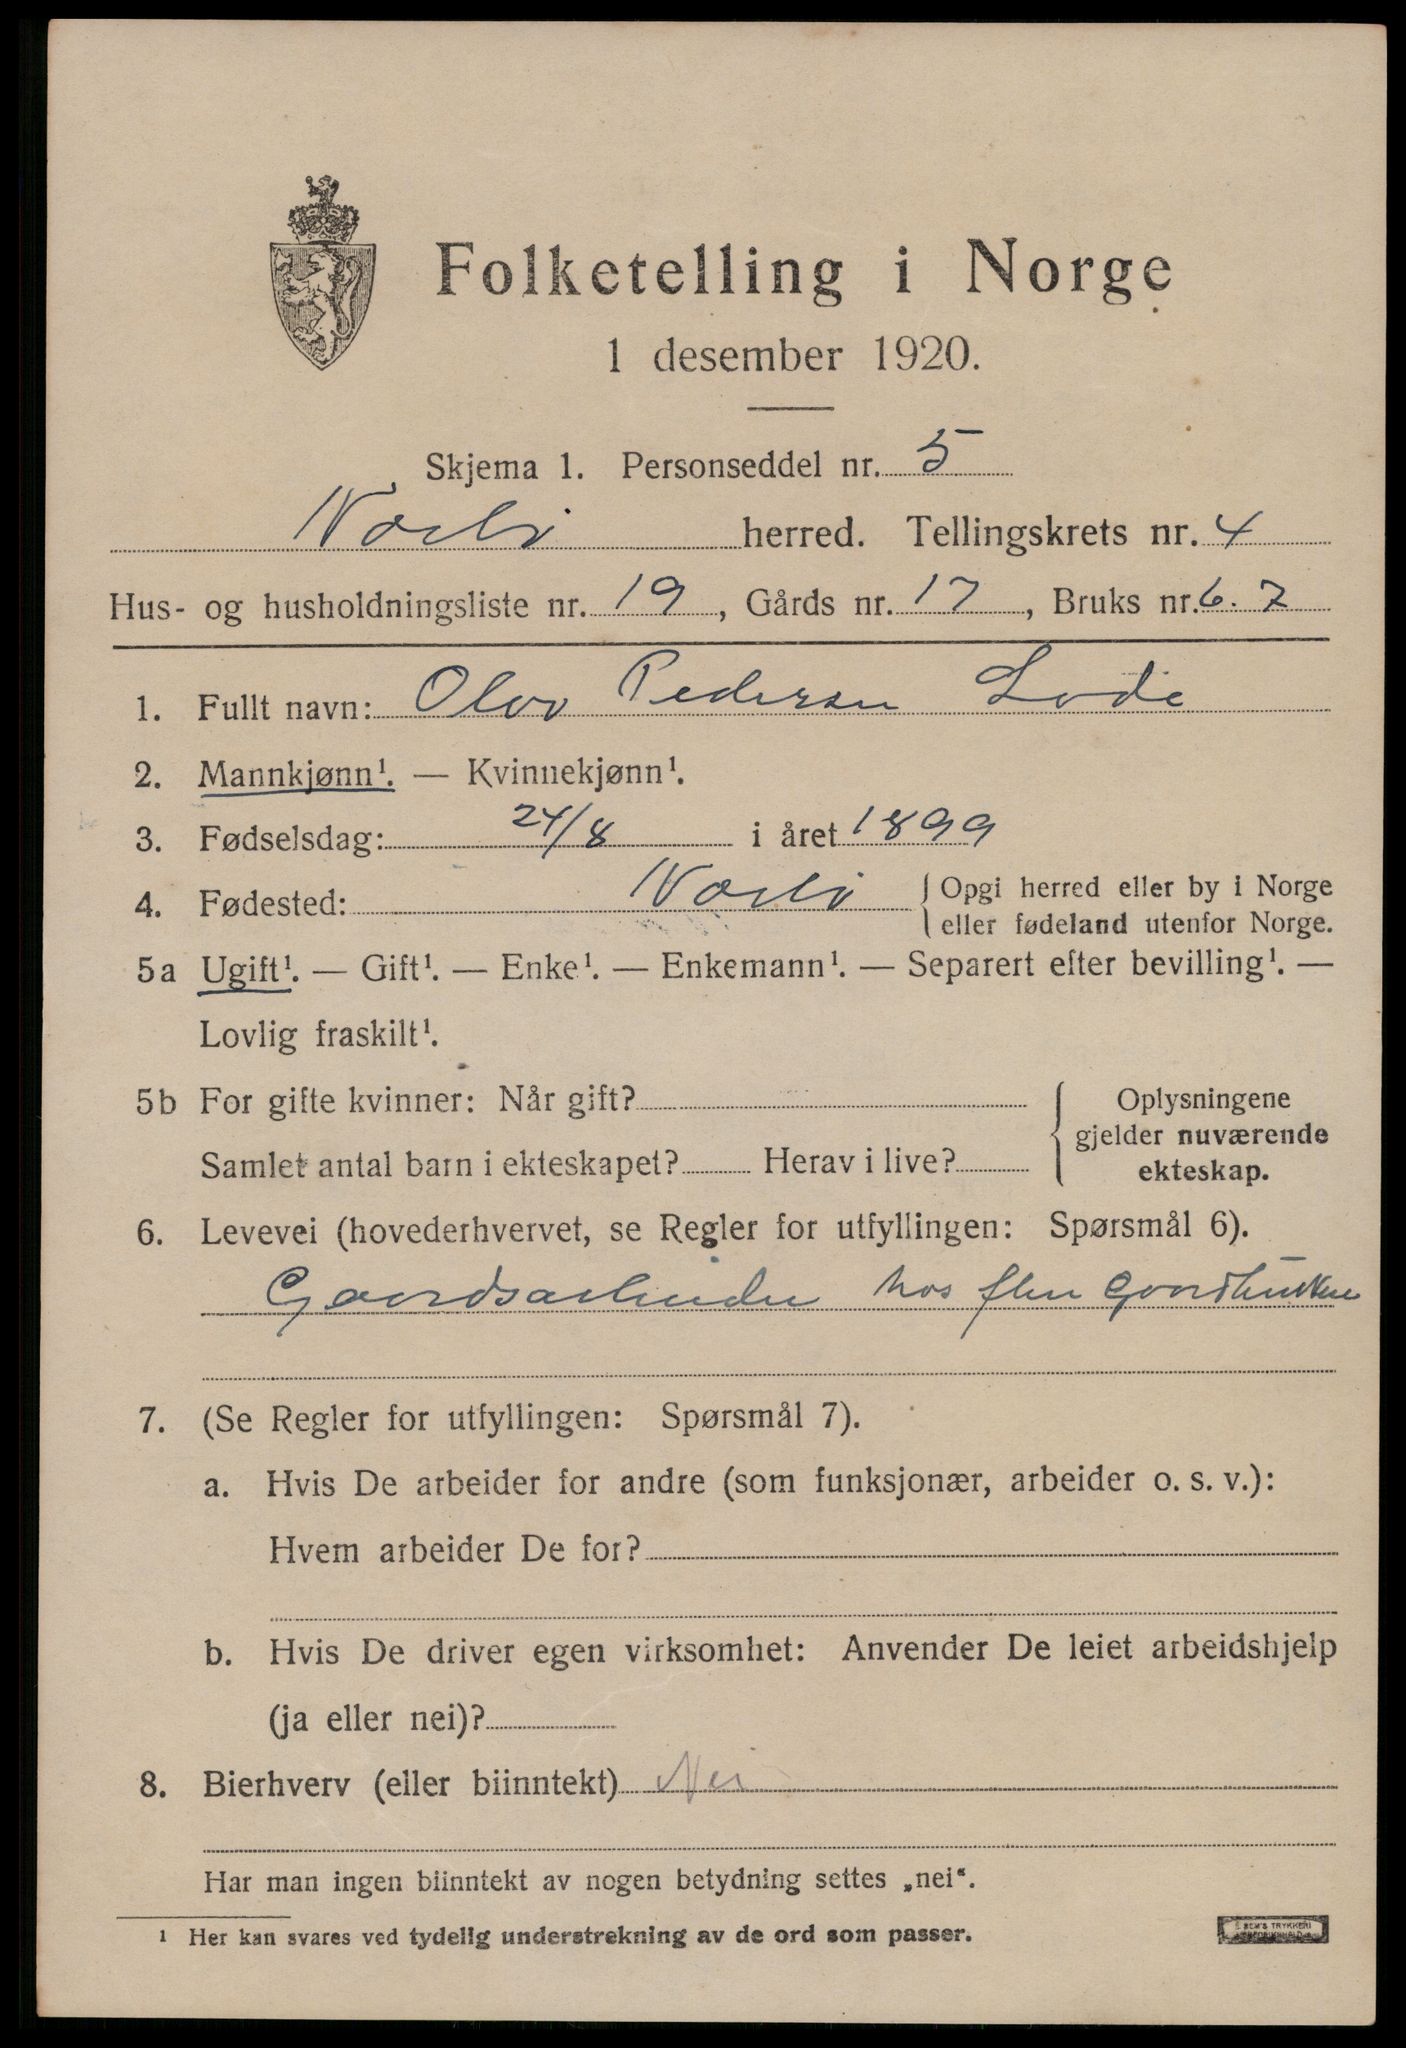 Folketelling i Norge
1 desember 1920.
Skjema 1. Personseddel nr. 5
Nærbø herred. Tellingskrets nr. 4
Hus- og husholdningsliste nr. 19, Gårds nr. 17, Bruks nr. 6. 7
1. Fullt navn: Olav Pedersen Lode
2. Mannkjønn¹. — Kvinnekjønn¹.
3. Fødselsdag: 24/8 i året 1899
4. Fødested: Nærbø { Opgi herred eller by i Norge
eller fødeland utenfor Norge.
5a Ugift¹. — Gift¹. — Enke¹. — Enkemann¹. — Separert efter bevilling¹. —
Lovlig fraskilt¹.
5b For gifte kvinner: Når gift?
Samlet antal barn i ekteskapet? Herav i live?
Oplysningene
gjelder nuværende
ekteskap.
6. Levevei (hovederhvervet, se Regler for utfyllingen: Spørsmål 6).
Gaardsarbeider hos flere Gaardbrukere
7. (Se Regler for utfyllingen: Spørsmål 7).
a. Hvis De arbeider for andre (som funksjonær, arbeider o. s. v.):
Hvem arbeider De for?
b. Hvis De driver egen virksomhet: Anvender De leiet arbeidshjelp
(ja eller nei)?
8. Bierhverv (eller biinntekt) Nei
Har man ingen biinntekt av nogen betydning settes „nei“.
¹ Her kan svares ved tydelig understrekning av de ord som passer.
TRYKKERI